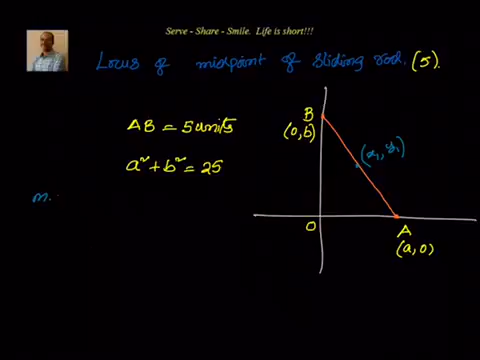 Serve - Share - Smile. Life is short!!!
Locus of midpoint of sliding rod. (5).
AB = 5 units
a² + b² = 25
m.
B
(0, b)
(x₁, y₁)
O
A
(a, 0)